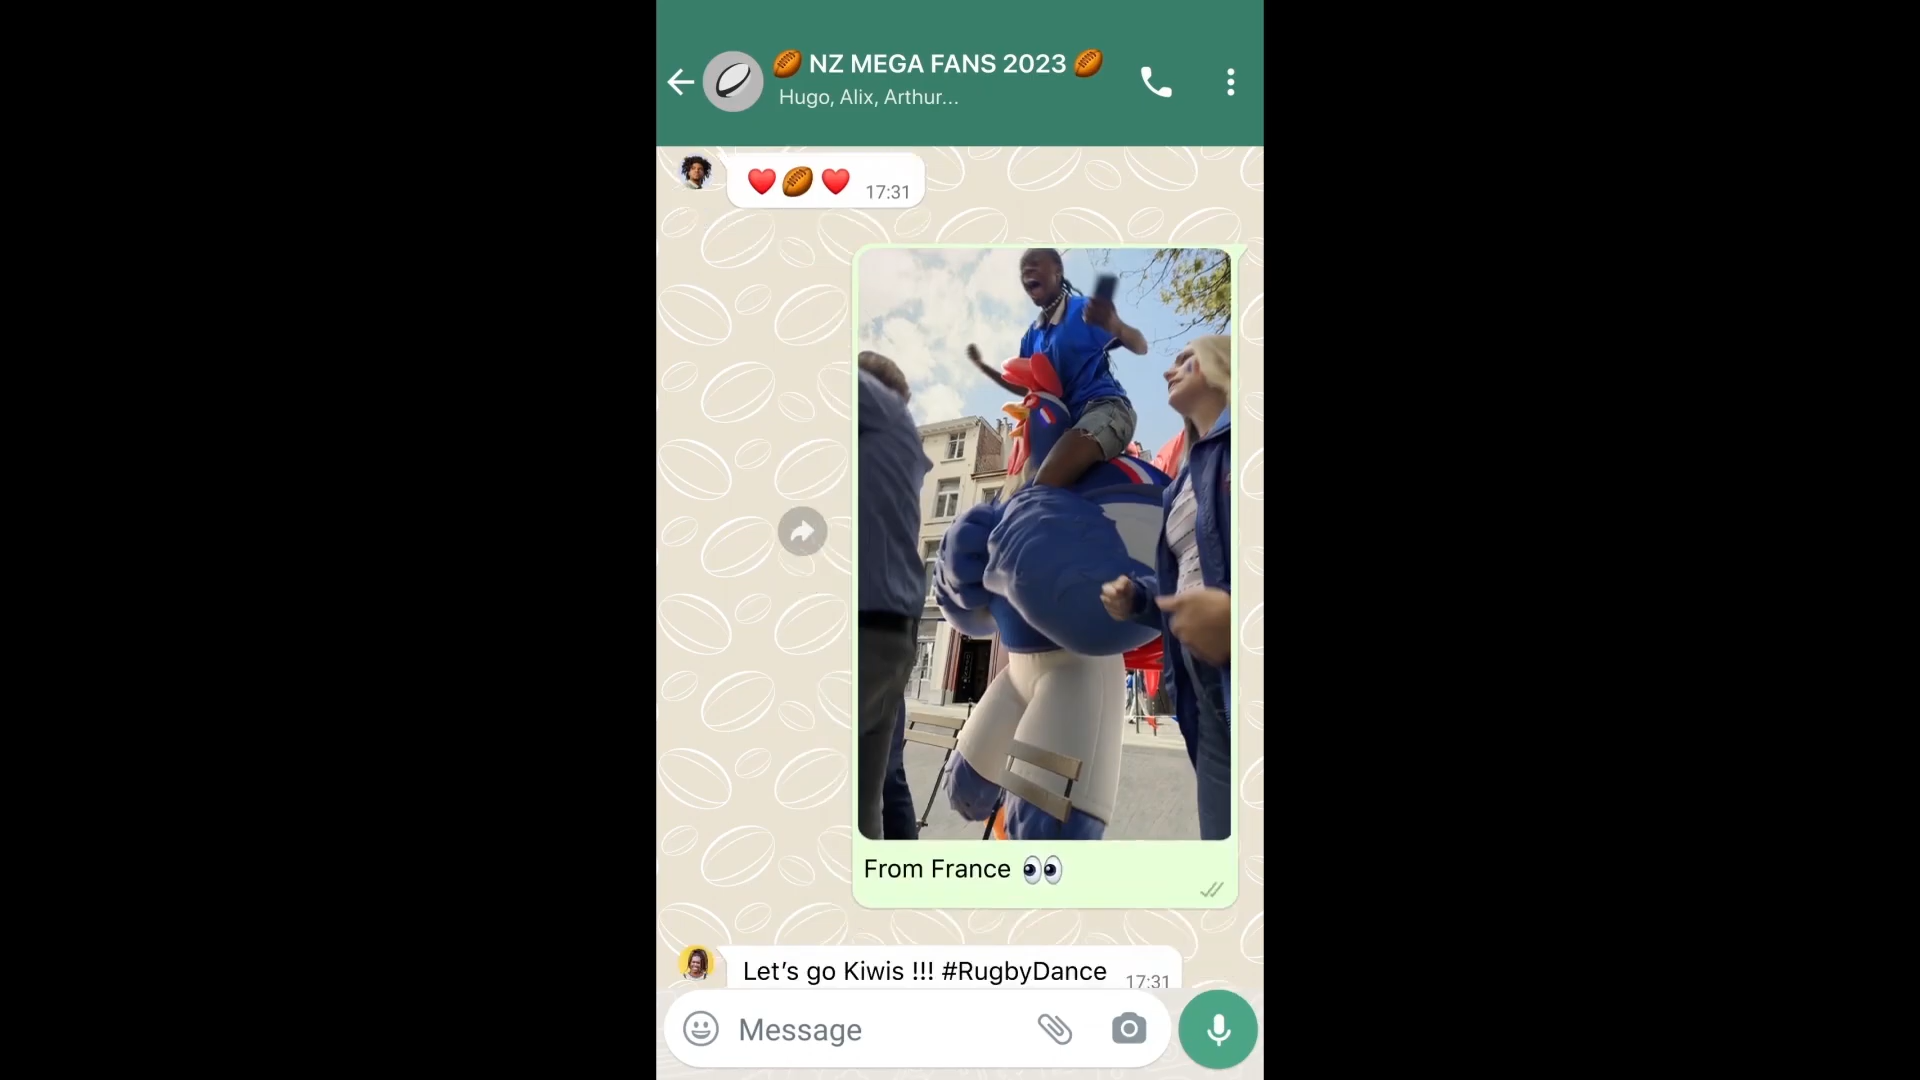 🏉 NZ MEGA FANS 2023 🏉
Hugo, Alix, Arthur...
❤️🏉❤️ 17:31
From France 👀
Let's go Kiwis !!! #RugbyDance 17:31
Message